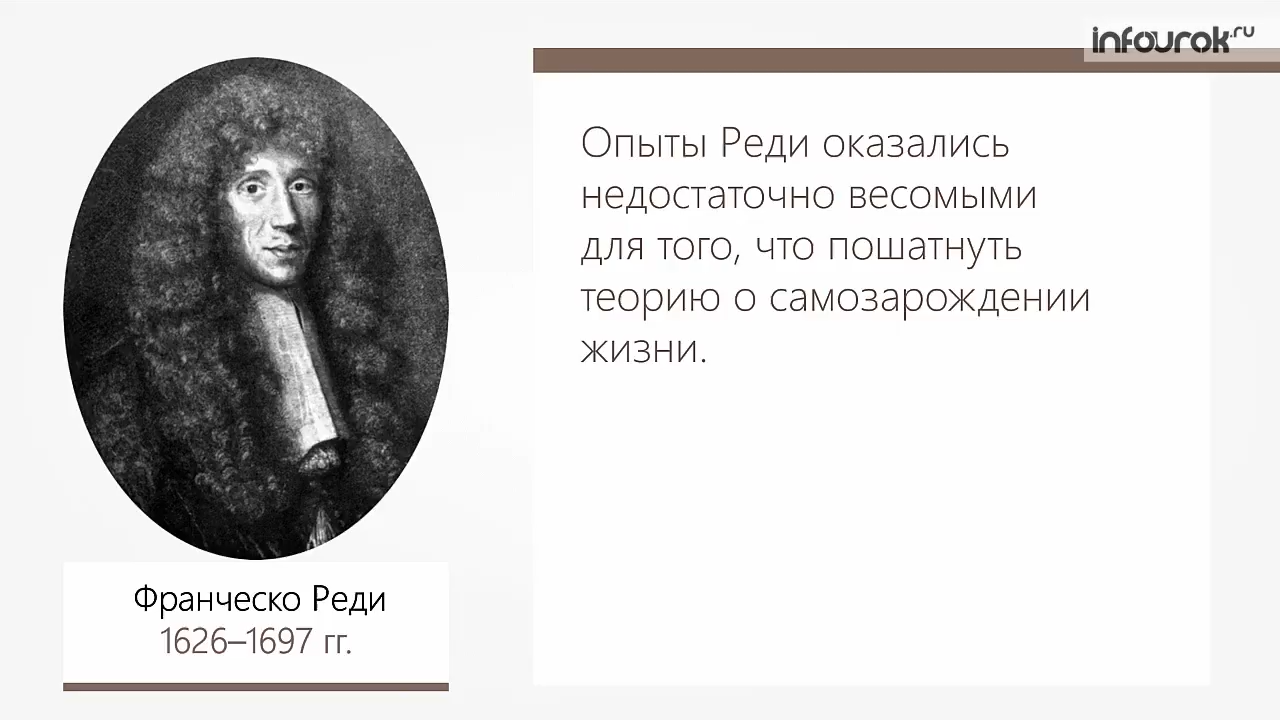 infourok.ru
Опыты Реди оказались
недостаточно весомыми
для того, что пошатнуть
теорию о самозарождении
жизни.
Франческо Реди
1626–1697 гг.